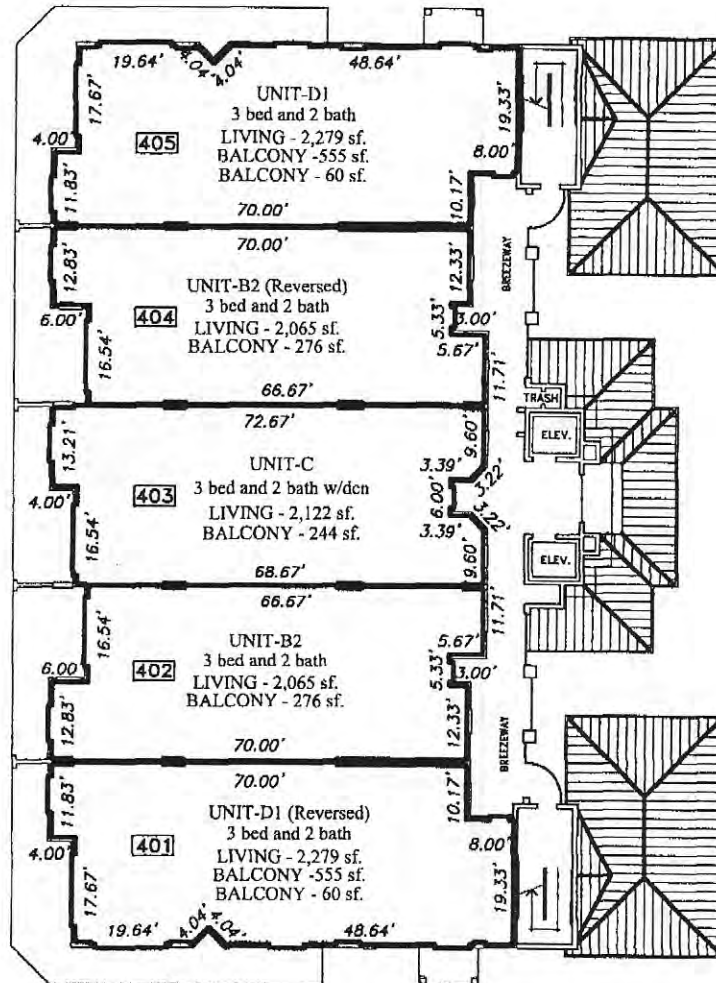 19.64'
4.04'
4.04'
48.64'
17.67'
UNIT-D1
3 bed and 2 bath
LIVING - 2,279 sf.
BALCONY -555 sf.
BALCONY - 60 sf.
405
19.33'
4.00'
8.00'
11.83'
10.17'
70.00'
70.00'
12.83'
12.33'
UNIT-B2 (Reversed)
3 bed and 2 bath
LIVING - 2,065 sf.
BALCONY - 276 sf.
404
BREEZEWAY
6.00'
5.33'
3.00'
5.67'
16.54'
11.71'
66.67'
TRASH
72.67'
13.21'
9.60'
ELEV.
UNIT-C
3 bed and 2 bath w/den
LIVING - 2,122 sf.
BALCONY - 244 sf.
403
3.39'
3.22'
6.00'
4.00'
3.22'
3.39'
16.54'
9.60'
ELEV.
68.67'
66.67'
11.71'
16.54'
UNIT-B2
3 bed and 2 bath
LIVING - 2,065 sf.
BALCONY - 276 sf.
402
5.67'
6.00
5.33'
3.00'
12.83'
12.33'
BREEZEWAY
70.00'
70.00'
11.83'
10.17'
UNIT-D1 (Reversed)
3 bed and 2 bath
LIVING - 2,279 sf.
BALCONY -555 sf.
BALCONY - 60 sf.
401
4.00'
8.00'
17.67'
19.33'
4.04'
4.04'
19.64'
48.64'